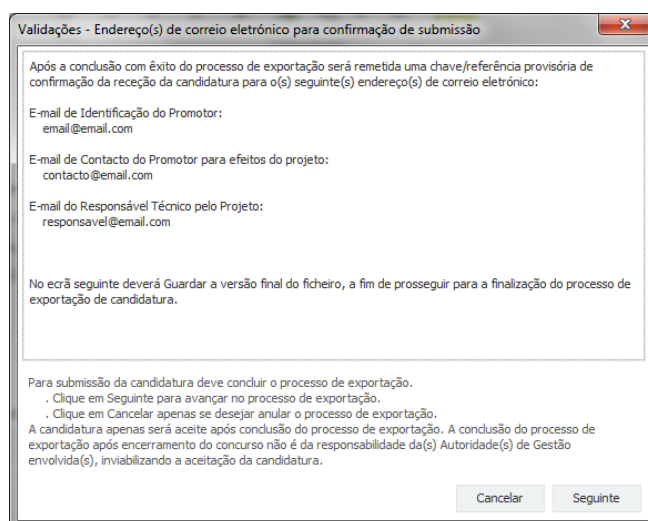 Validações - Endereço(s) de correio eletrónico para confirmação de submissão
Após a conclusão com êxito do processo de exportação será remetida uma chave/referência provisória de
confirmação da receção da candidatura para o(s) seguinte(s) endereço(s) de correio eletrónico:
E-mail de Identificação do Promotor:
email@email.com
E-mail de Contacto do Promotor para efeitos do projeto:
contacto@email.com
E-mail do Responsável Técnico pelo Projeto:
responsavel@email.com
No ecrã seguinte deverá Guardar a versão final do ficheiro, a fim de prosseguir para a finalização do processo de
exportação de candidatura.
Para submissão da candidatura deve concluir o processo de exportação.
. Clique em Seguinte para avançar no processo de exportação.
. Clique em Cancelar apenas se desejar anular o processo de exportação.
A candidatura apenas será aceite após conclusão do processo de exportação. A conclusão do processo de
exportação após encerramento do concurso não é da responsabilidade da(s) Autoridade(s) de Gestão
envolvida(s), inviabilizando a aceitação da candidatura.
Cancelar Seguinte